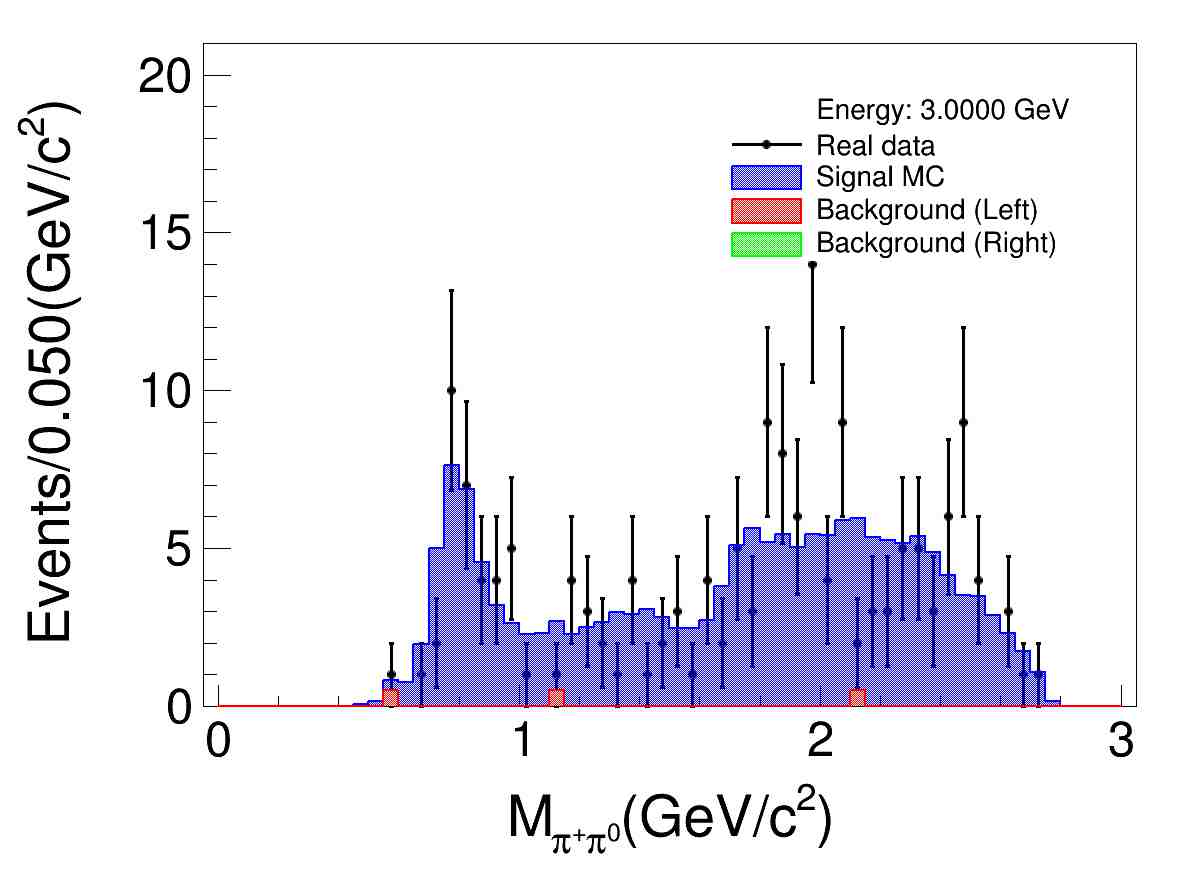 Events/0.050(GeV/c²)
20
15
10
5
0
Energy: 3.0000 GeV
Real data
Signal MC
Background (Left)
Background (Right)
0 1 2 3
M_π⁺π⁰(GeV/c²)